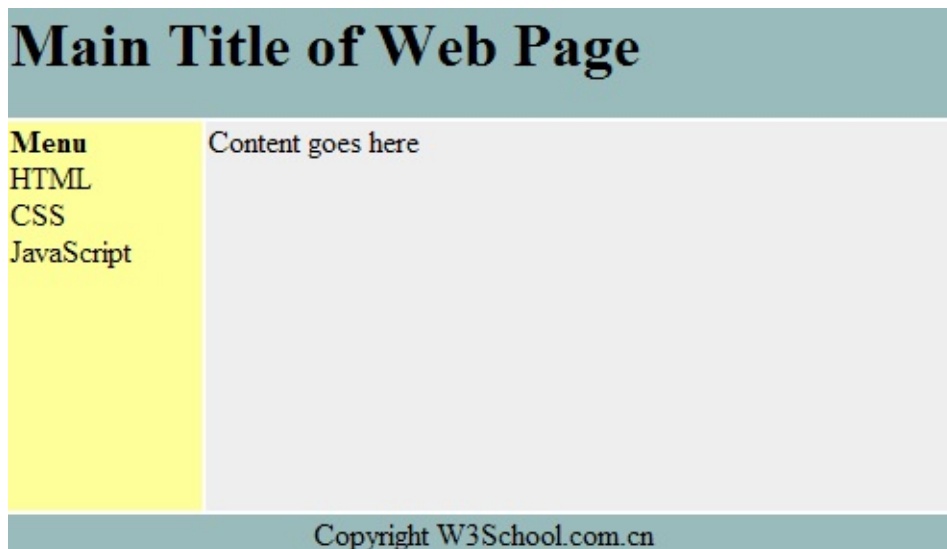 Main Title of Web Page
Menu
HTML
CSS
JavaScript
Content goes here
Copyright W3School.com.cn